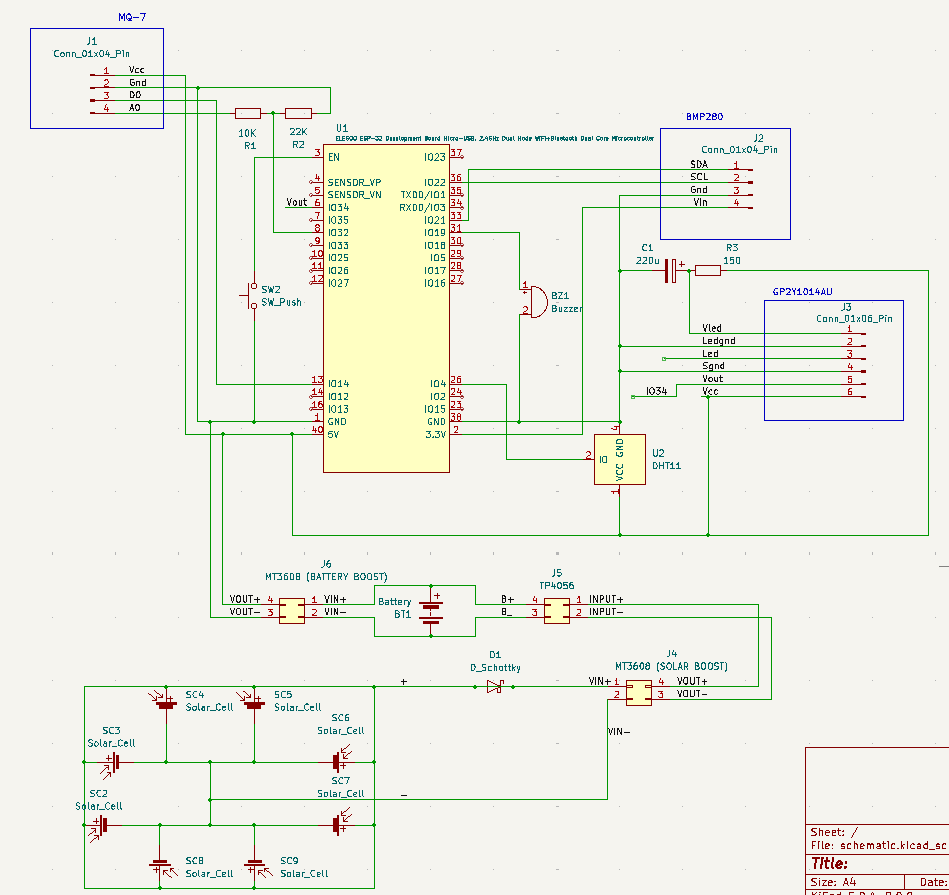 MQ-7
J1
Conn_01x04_Pin
1 Vcc
2 Gnd
3 D0
4 A0
10K
R1
22K
R2
U1
ELEGOO ESP-32 Development Board Micro-USB, 2.4GHz Dual Mode WiFi+Bluetooth Dual Core Microcontroller
3 EN
4 SENSOR_VP
5 SENSOR_VN
Vout 6 IO34
7 IO35
8 IO32
9 IO33
10 IO25
11 IO26
12 IO27
13 IO14
14 IO12
16 IO13
1 GND
40 5V
IO23 37
IO22 36
TXD0/IO1 35
RXD0/IO3 34
IO21 33
IO19 31
IO18 30
IO5 29
IO17 28
IO16 27
IO4 26
IO2 24
IO15 23
GND 38
3.3V 2
SW2
SW_Push
1
+
2
BZ1
Buzzer
BMP280
J2
Conn_01x04_Pin
SDA 1
SCL 2
Gnd 3
Vin 4
C1
220u
+
R3
150
GP2Y1014AU
J3
Conn_01x06_Pin
Vled 1
Ledgnd 2
Led 3
Sgnd 4
Vout 5
IO34
Vcc 6
4
GND
2 IO
VCC
1
U2
DHT11
J6
MT3608 (BATTERY BOOST)
VOUT+ 4 1 VIN+
VOUT- 3 2 VIN-
Battery
BT1
+
J5
TP4056
B+ 4 1 INPUT+
B_ 3 2 INPUT-
D1
D_Schottky
+
J4
MT3608 (SOLAR BOOST)
VIN+ 1 4 VOUT+
2 3 VOUT-
VIN-
SC4
Solar_Cell
SC5
Solar_Cell
SC3
Solar_Cell
SC6
Solar_Cell
SC7
Solar_Cell
−
SC2
Solar_Cell
SC8
Solar_Cell
SC9
Solar_Cell
Sheet: /
File: schematic.kicad_sc
Title:
Size: A4 Date: